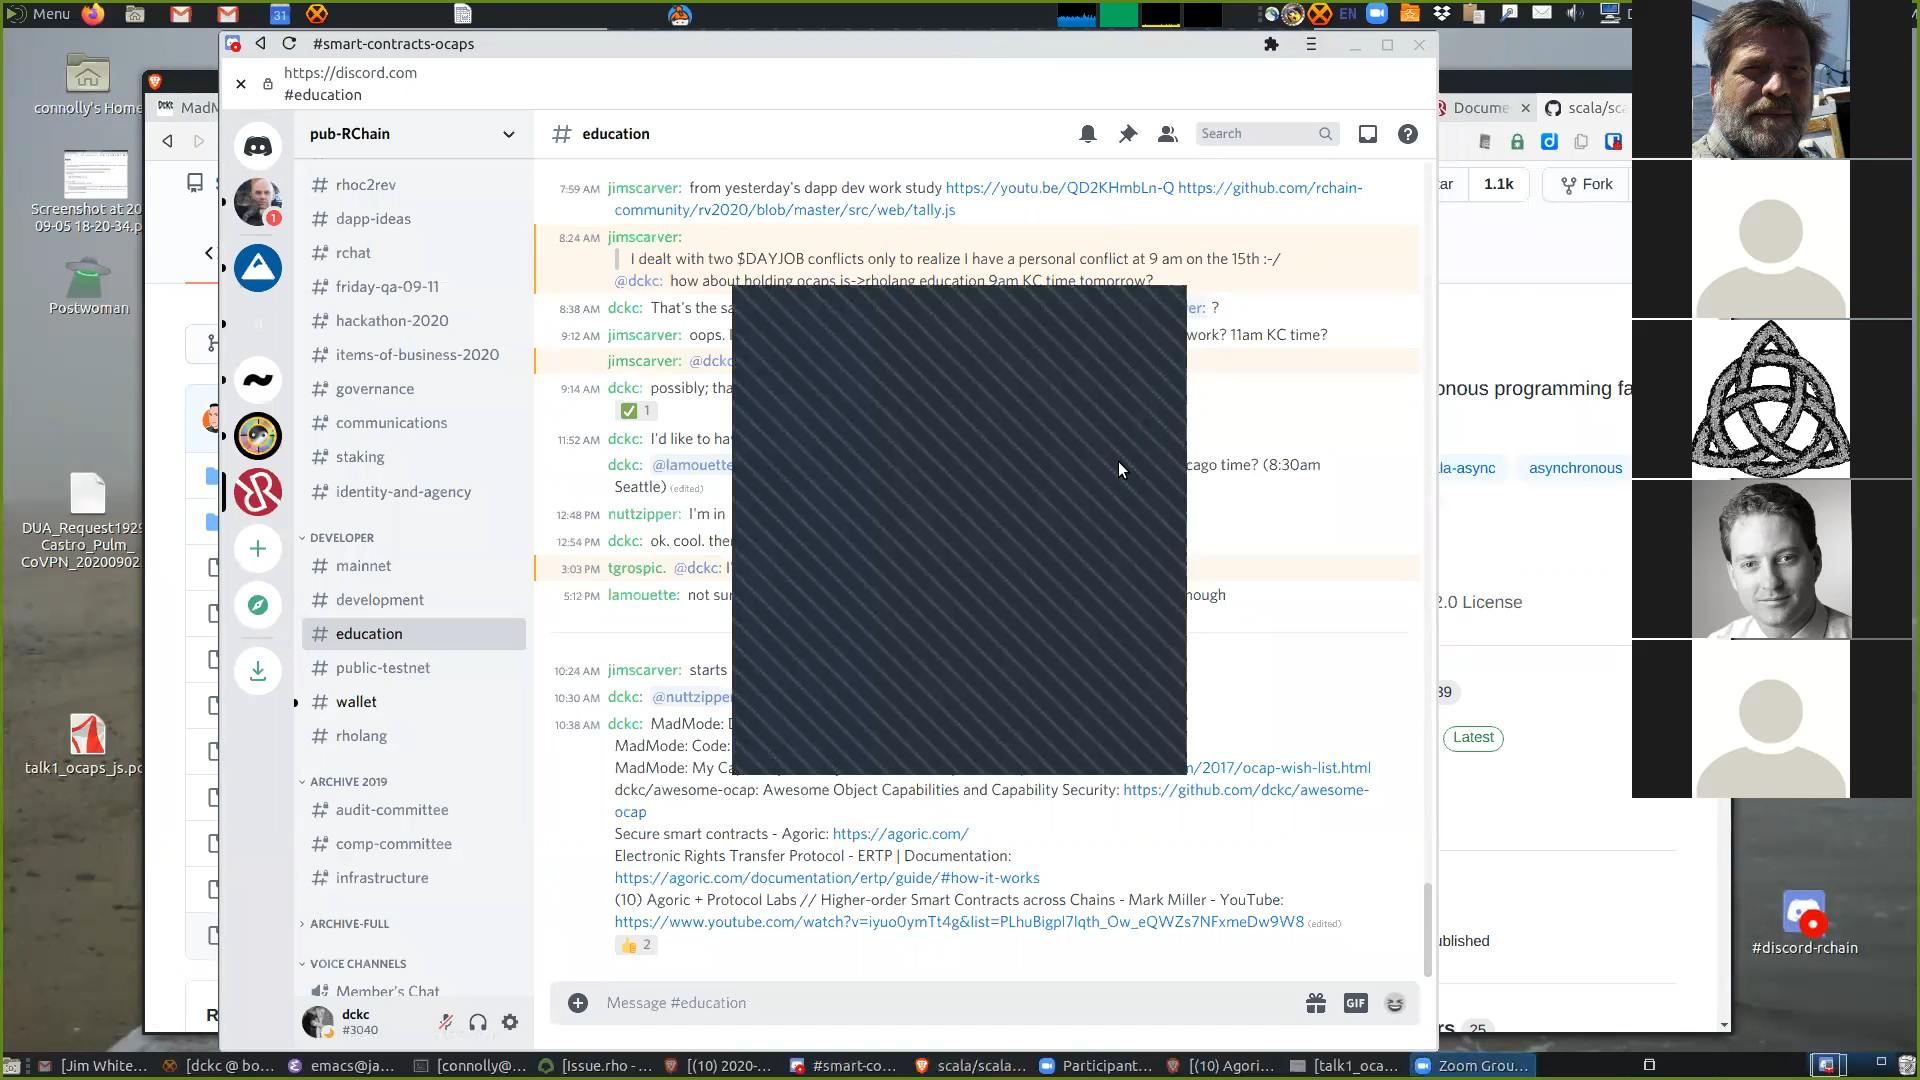 Menu
31
EN
#smart-contracts-ocaps
https://discord.com
#education
connolly's Home
Screenshot at 20
09-05 18-20-34.p
Postwoman
DUA_Request1929
Castro_Pulm_
CoVPN_20200902
talk1_ocaps_js.pd
MadM
pub-RChain
rhoc2rev
dapp-ideas
rchat
friday-qa-09-11
hackathon-2020
items-of-business-2020
governance
communications
staking
identity-and-agency
DEVELOPER
mainnet
development
education
public-testnet
wallet
rholang
ARCHIVE 2019
audit-committee
comp-committee
infrastructure
ARCHIVE-FULL
VOICE CHANNELS
Member's Chat
dckc
#3040
education
Search
7:59 AM jimscarver: from yesterday's dapp dev work study https://youtu.be/QD2KHmbLn-Q https://github.com/rchain-
community/rv2020/blob/master/src/web/tally.js
8:24 AM jimscarver:
I dealt with two $DAYJOB conflicts only to realize I have a personal conflict at 9 am on the 15th :-/
@dckc: how about holding ocaps js->rholang education 9am KC time tomorrow?
8:38 AM dckc: That's the sa
er: ?
9:12 AM jimscarver: oops.
work? 11am KC time?
jimscarver: @dckc
9:14 AM dckc: possibly; tha
1
11:52 AM dckc: I'd like to hav
dckc: @lamouette
cago time? (8:30am
Seattle) (edited)
12:48 PM nuttzipper: I'm in
12:54 PM dckc: ok. cool. the
3:03 PM tgrospic. @dckc: I'
5:12 PM lamouette: not sur
nough
10:24 AM jimscarver: starts
10:30 AM dckc: @nuttzipper
10:38 AM dckc: MadMode: D
MadMode: Code:
MadMode: My Ca
n/2017/ocap-wish-list.html
dckc/awesome-ocap: Awesome Object Capabilities and Capability Security: https://github.com/dckc/awesome-
ocap
Secure smart contracts - Agoric: https://agoric.com/
Electronic Rights Transfer Protocol - ERTP | Documentation:
https://agoric.com/documentation/ertp/guide/#how-it-works
(10) Agoric + Protocol Labs // Higher-order Smart Contracts across Chains - Mark Miller - YouTube:
https://www.youtube.com/watch?v=iyuo0ymTt4g&list=PLhuBigpl7lqth_Ow_eQWZs7NFxmeDw9W8 (edited)
2
Message #education
GIF
Docume
scala/sc
tar
1.1k
Fork
onous programming fa
la-async
asynchronous
2.0 License
39
Latest
ublished
rs 25
#discord-rchain
[Jim White...
[dckc @ bo...
emacs@ja...
[connolly@...
[Issue.rho - ...
[(10) 2020-...
#smart-co...
scala/scala...
Participant...
[(10) Agori...
[talk1_oca...
Zoom Grou...